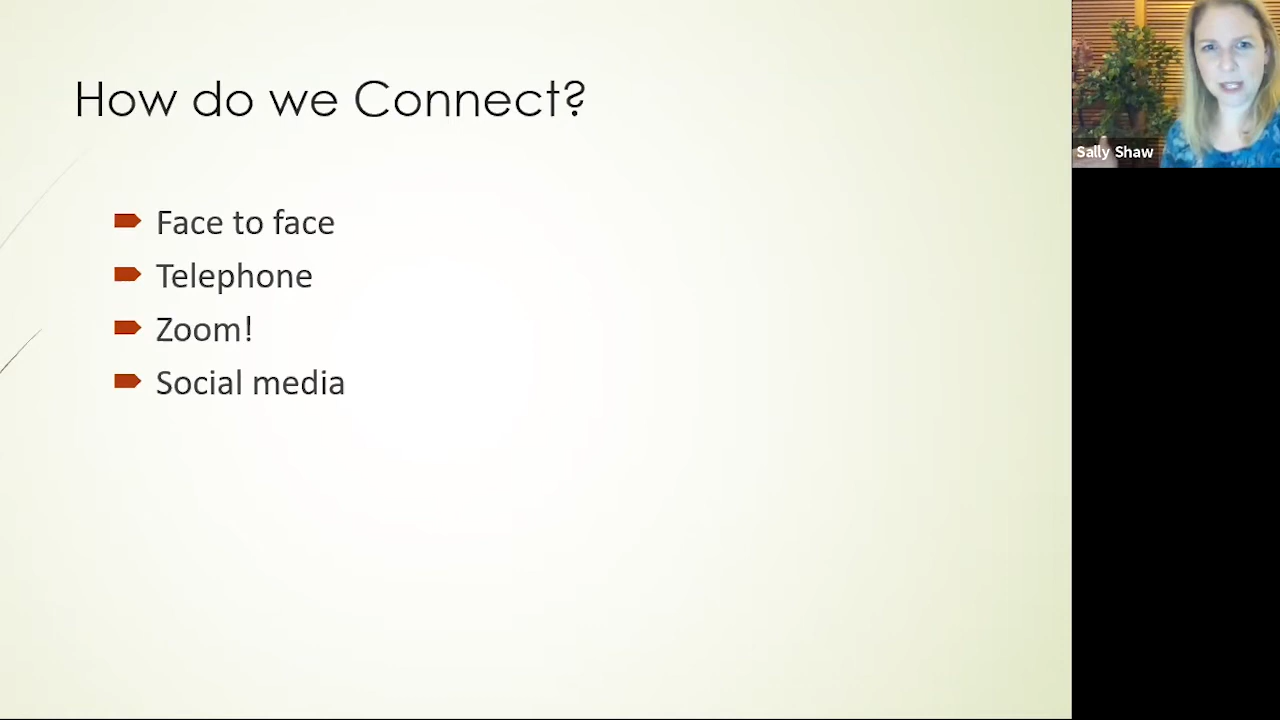 How do we Connect?
Face to face
Telephone
Zoom!
Social media
Sally Shaw